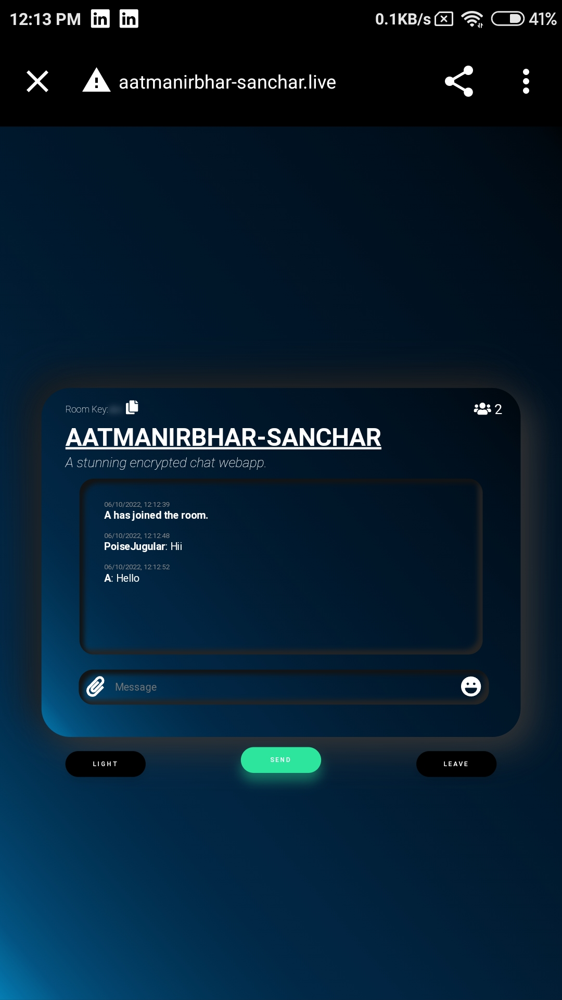 12:13 PM in in 0.1KB/s 41%
aatmanirbhar-sanchar.live
Room Key: 2
AATMANIRBHAR-SANCHAR
A stunning encrypted chat webapp.
06/10/2022, 12:12:39
A has joined the room.
06/10/2022, 12:12:48
PoiseJugular: Hii
06/10/2022, 12:12:52
A: Hello
Message
LIGHT SEND LEAVE